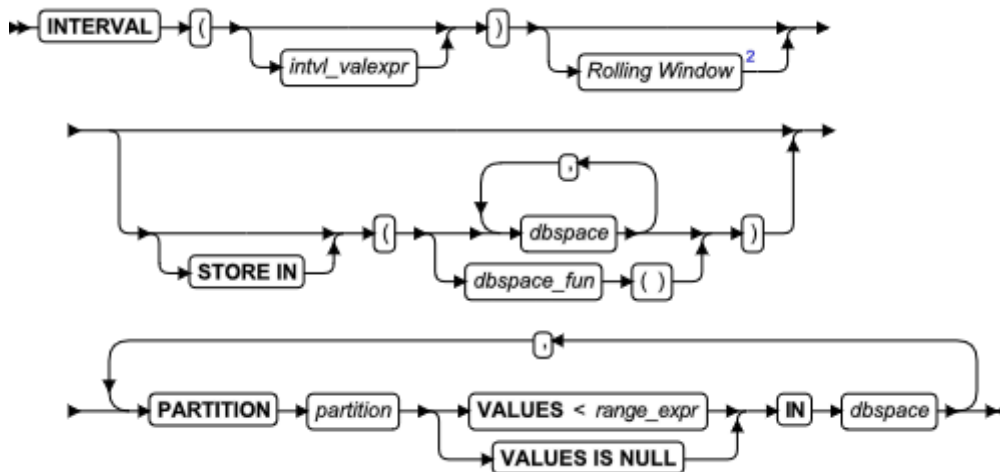 INTERVAL ( ) 2
intvl_valexpr Rolling Window
,
( dbspace )
STORE IN dbspace_fun ( )
,
PARTITION partition VALUES < range_expr IN dbspace
VALUES IS NULL